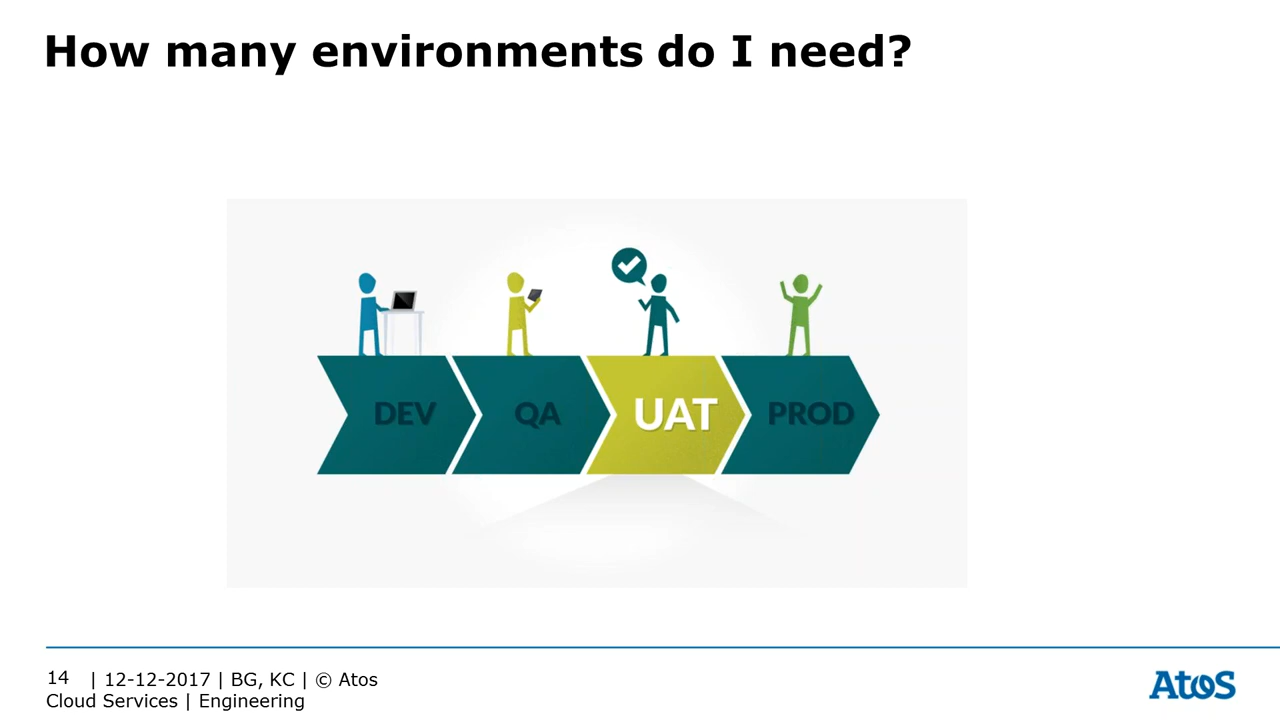 How many environments do I need?
DEV QA UAT PROD
14 | 12-12-2017 | BG, KC | © Atos
Cloud Services | Engineering
Atos